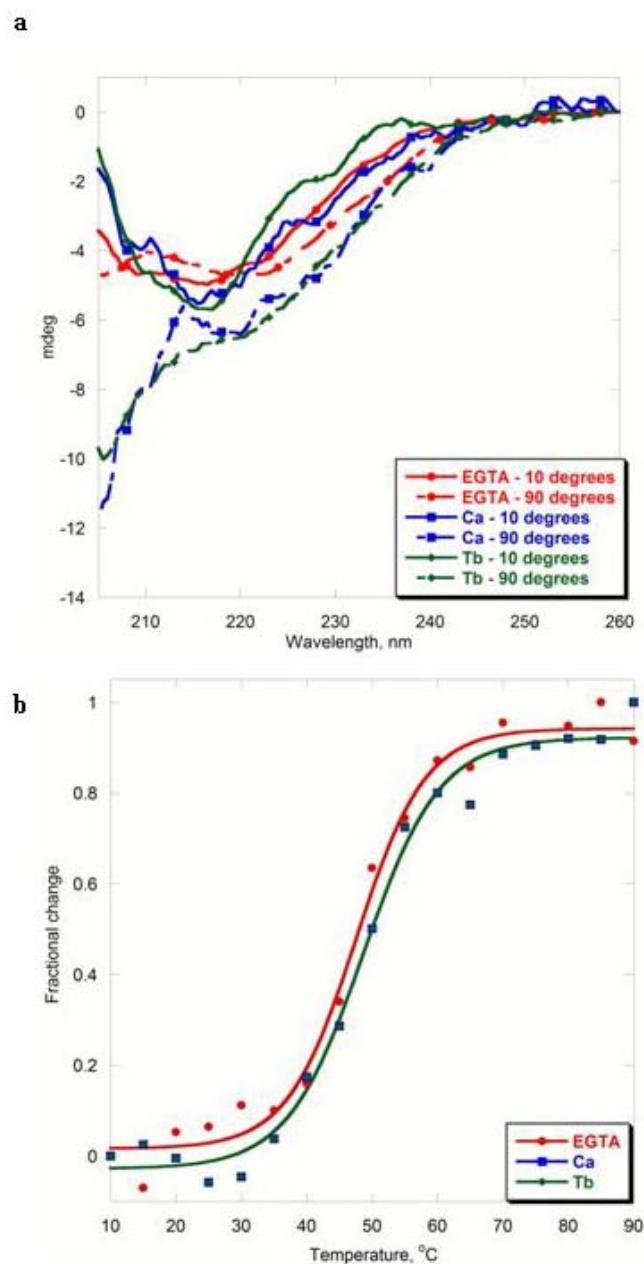 a
0
-2
-4
-6
-8
-10
-12
-14
mdeg
EGTA - 10 degrees
EGTA - 90 degrees
Ca - 10 degrees
Ca - 90 degrees
Tb - 10 degrees
Tb - 90 degrees
210 220 230 240 250 260
Wavelength, nm
b
1
0.8
0.6
0.4
0.2
0
Fractional change
EGTA
Ca
Tb
10 20 30 40 50 60 70 80 90
Temperature, °C